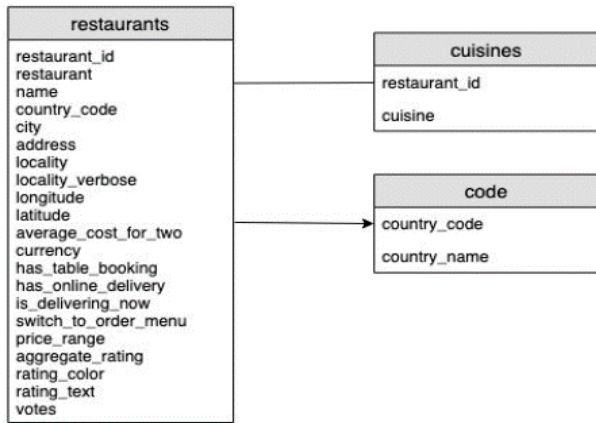 restaurants
restaurant_id
restaurant
name
country_code
city
address
locality
locality_verbose
longitude
latitude
average_cost_for_two
currency
has_table_booking
has_online_delivery
is_delivering_now
switch_to_order_menu
price_range
aggregate_rating
rating_color
rating_text
votes
cuisines
restaurant_id
cuisine
code
country_code
country_name